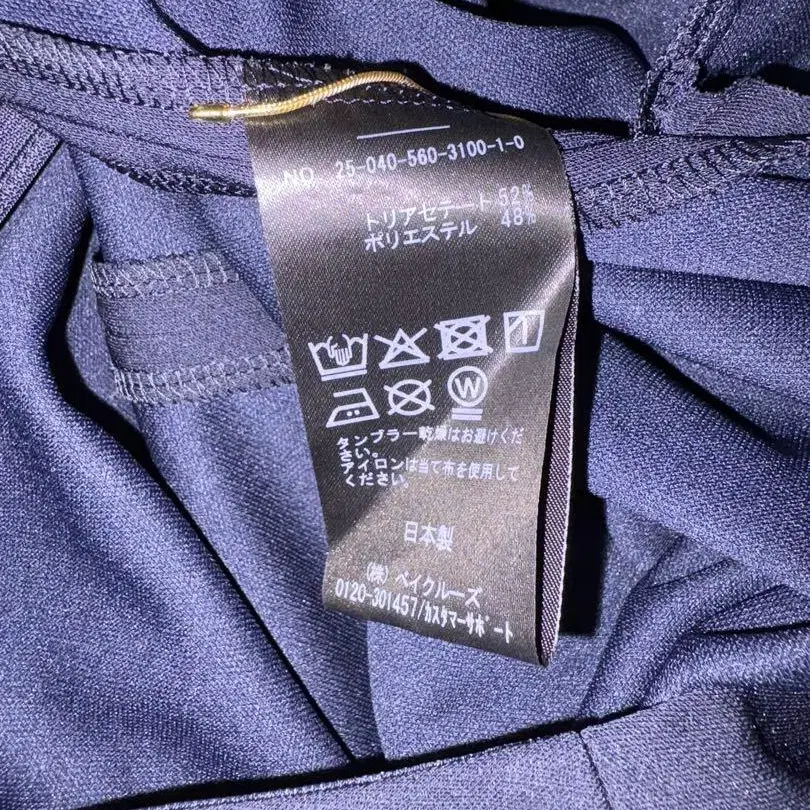 NO 25-040-560-3100-1-0
トリアセテート 52%
ポリエステル 48%
W
タンブラー乾燥はお避けくだ
さい。
アイロンは当て布を使用して
ください。
日本製
(株) ベイクルーズ
0120-301457/カスタマーサポート